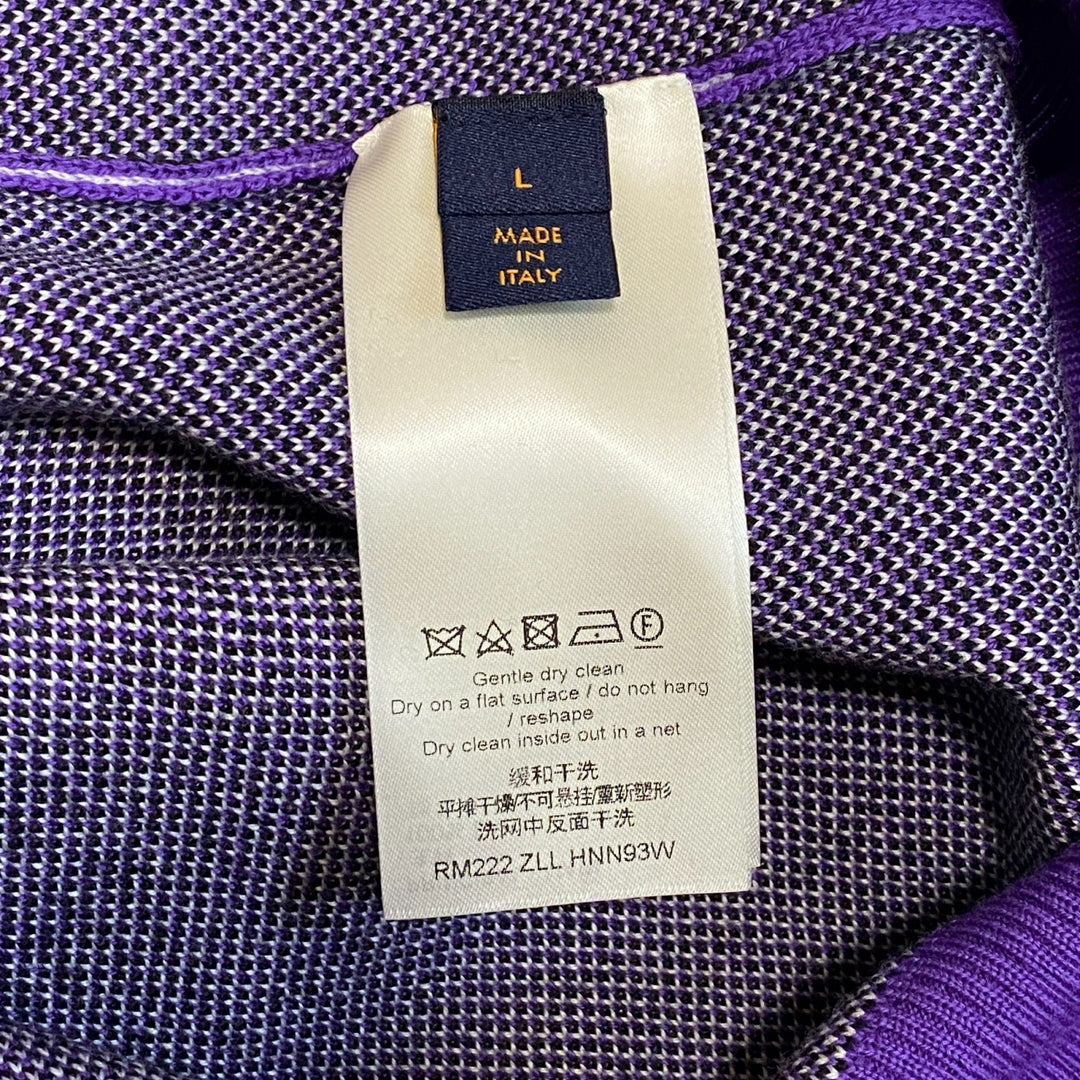 L
MADE
IN
ITALY
F
Gentle dry clean
Dry on a flat surface / do not hang
/ reshape
Dry clean inside out in a net
缓和干洗
平摊干燥/不可悬挂/重新塑形
洗网中反面干洗
RM222 ZLL HNN93W